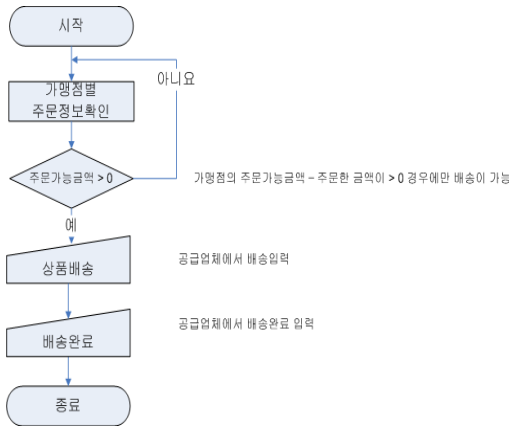 시작
아니요
가맹점별
주문정보확인
주문가능금액 > 0
가맹점의 주문가능금액 – 주문한 금액이 > 0 경우에만 배송이 가능
예
상품배송
공급업체에서 배송입력
배송완료
공급업체에서 배송완료 입력
종료